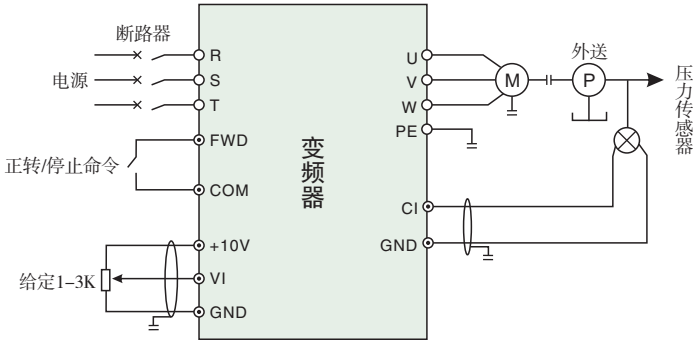 断路器
电源
R
S
T
FWD
正转/停止命令
COM
+10V
给定1-3K
VI
GND
变频器
U
V
W
PE
CI
GND
M
外送
P
压力传感器